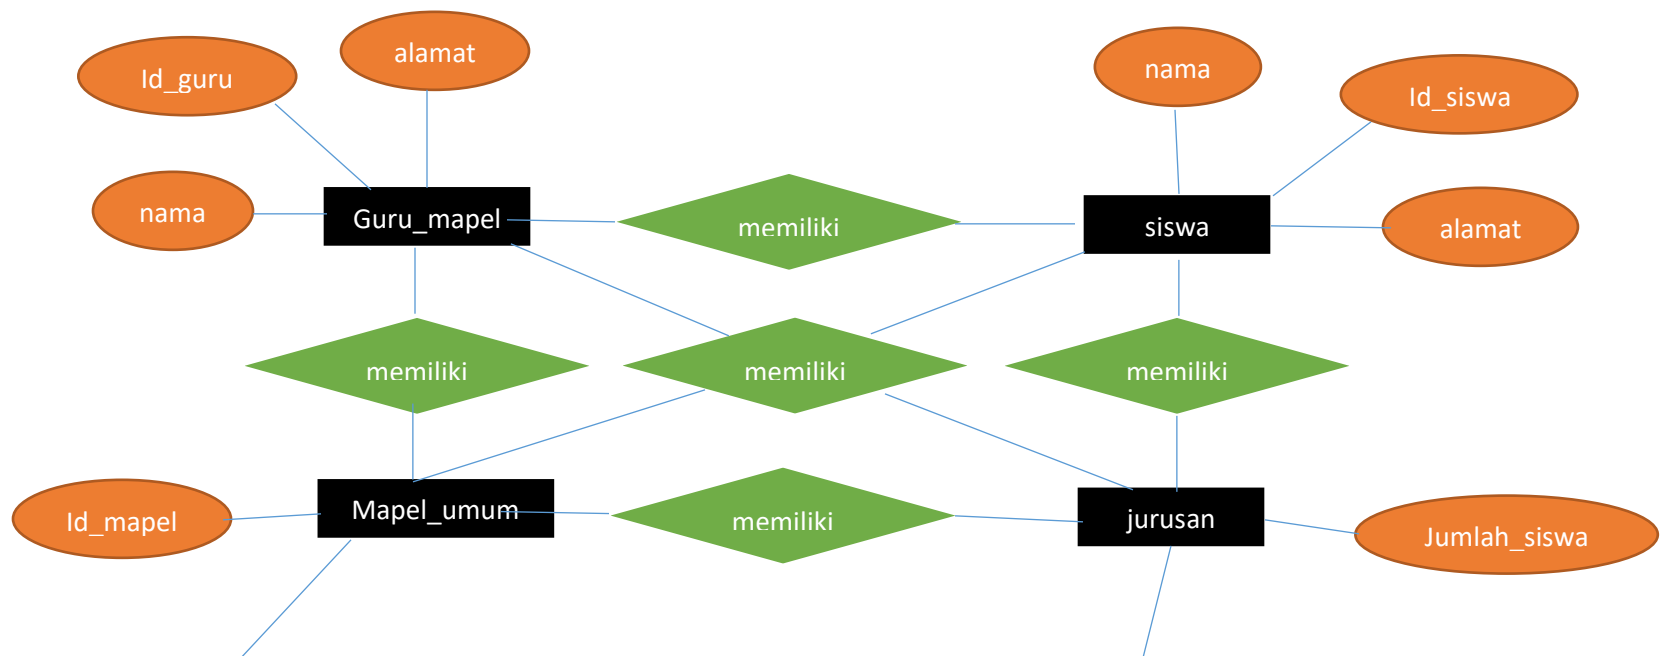 alamat
Id_guru
nama
Id_siswa
nama
Guru_mapel
memiliki
siswa
alamat
memiliki
memiliki
memiliki
Id_mapel
Mapel_umum
memiliki
jurusan
Jumlah_siswa